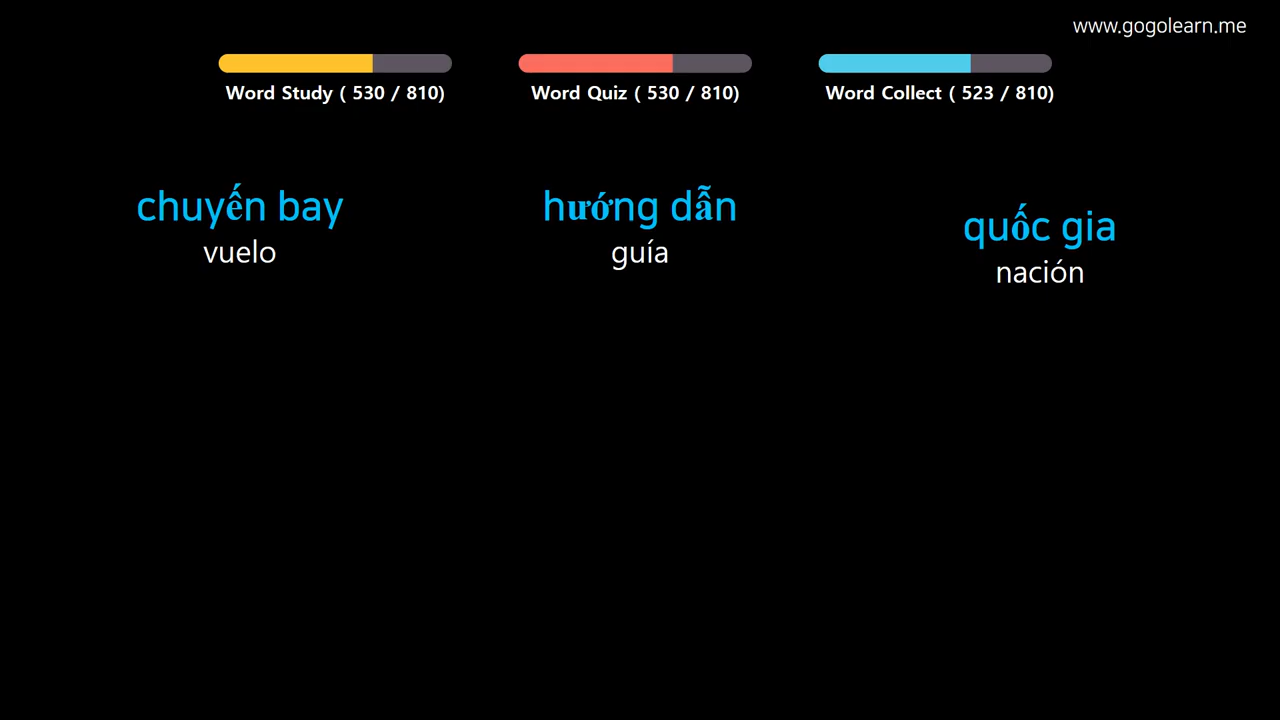 www.gogolearn.me
Word Study ( 530 / 810)
Word Quiz ( 530 / 810)
Word Collect ( 523 / 810)
chuyến bay
vuelo
hướng dẫn
guía
quốc gia
nación